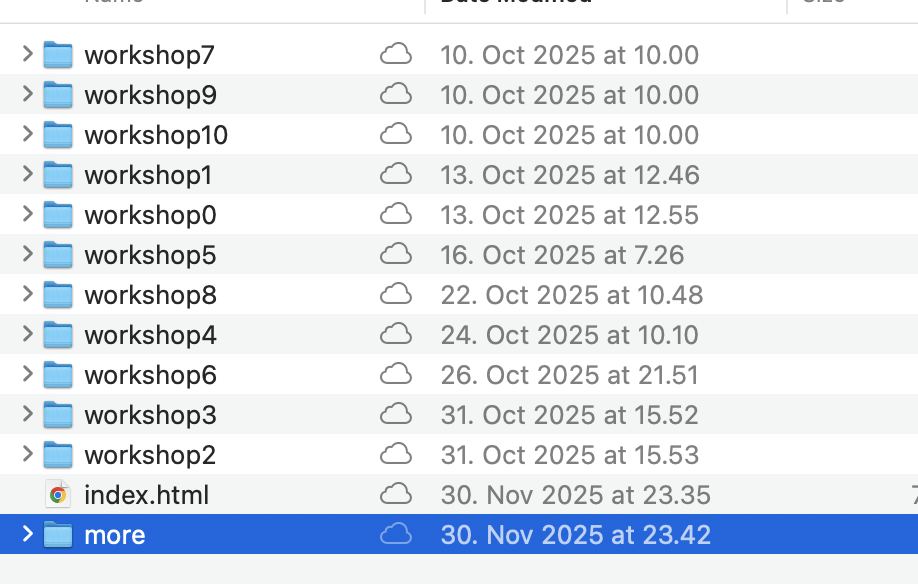 Name Date Modified Size
workshop7 10. Oct 2025 at 10.00
workshop9 10. Oct 2025 at 10.00
workshop10 10. Oct 2025 at 10.00
workshop1 13. Oct 2025 at 12.46
workshop0 13. Oct 2025 at 12.55
workshop5 16. Oct 2025 at 7.26
workshop8 22. Oct 2025 at 10.48
workshop4 24. Oct 2025 at 10.10
workshop6 26. Oct 2025 at 21.51
workshop3 31. Oct 2025 at 15.52
workshop2 31. Oct 2025 at 15.53
index.html 30. Nov 2025 at 23.35
more 30. Nov 2025 at 23.42